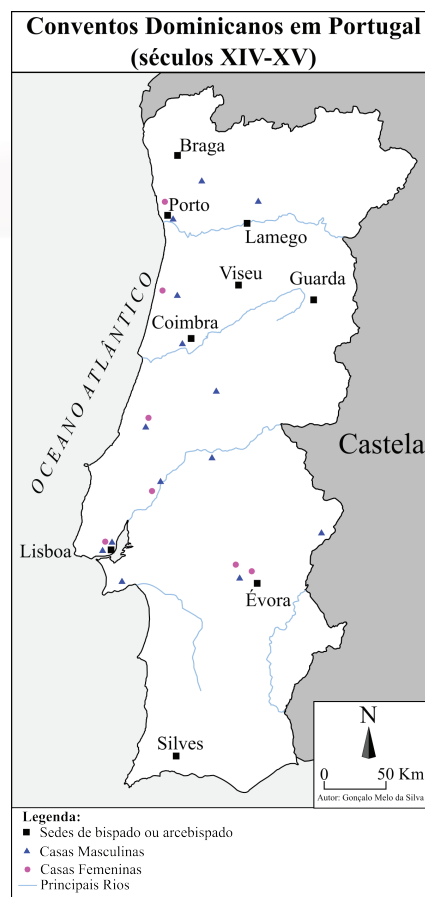 Conventos Dominicanos em Portugal
(séculos XIV-XV)
Braga
Porto
Lamego
Viseu
Guarda
Coimbra
OCEANO ATLÂNTICO
Castela
Lisboa
Évora
Silves
N
0 50 Km
Autor: Gonçalo Melo da Silva
Legenda:
Sedes de bispado ou arcebispado
Casas Masculinas
Casas Femeninas
Principais Rios